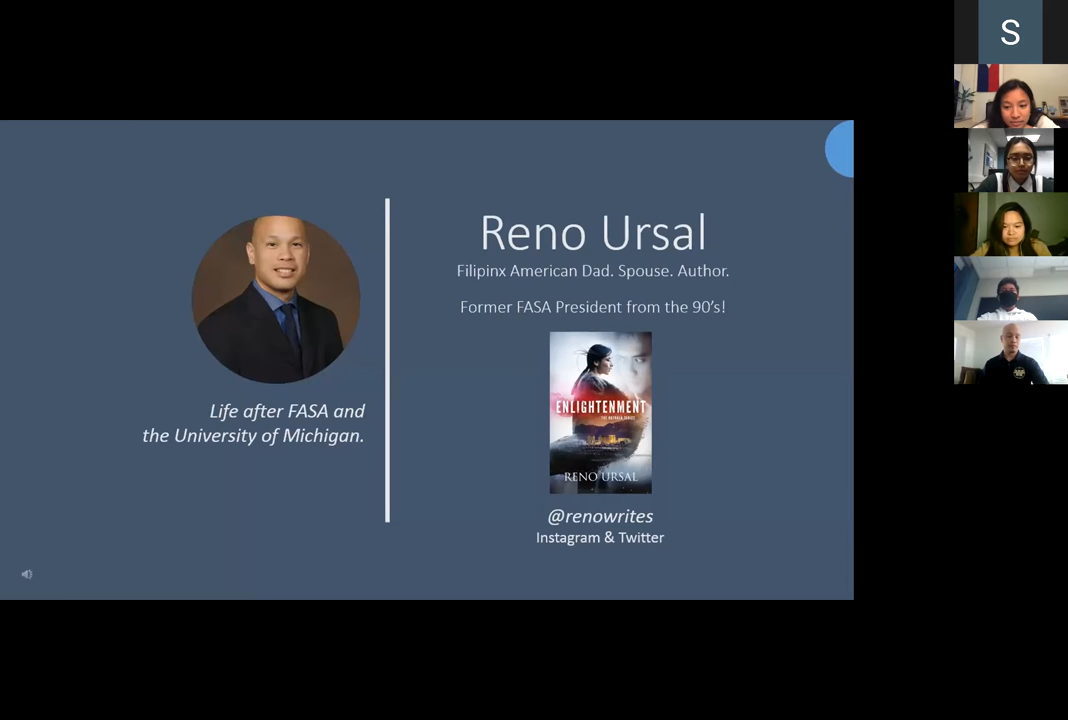 S
Reno Ursal
Filipinx American Dad. Spouse. Author.
Former FASA President from the 90's!
ENLIGHTENMENT
RENO URSAL
Life after FASA and
the University of Michigan.
@renowrites
Instagram & Twitter